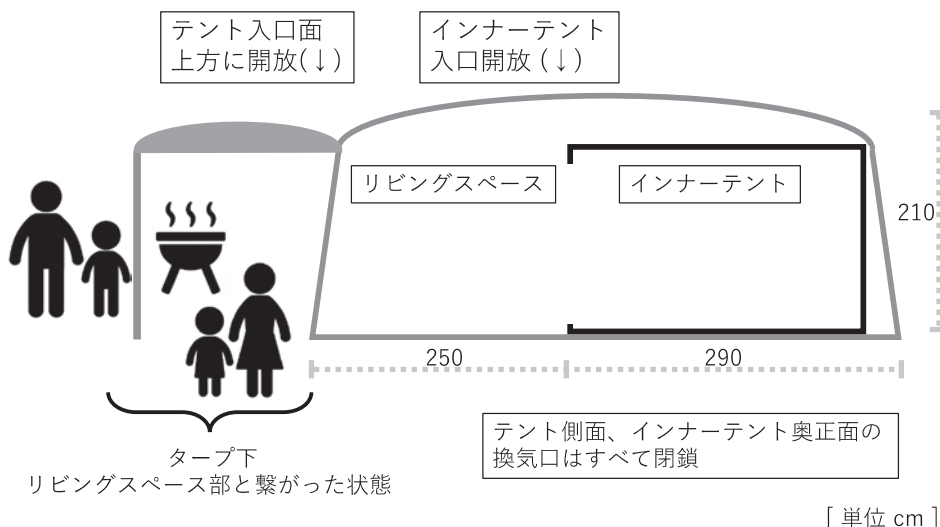 テント入口面
上方に開放(↓)
インナーテント
入口開放(↓)
リビングスペース
インナーテント
210
250
290
タープ下
リビングスペース部と繋がった状態
テント側面、インナーテント奥正面の
換気口はすべて閉鎖
[ 単位 cm ]